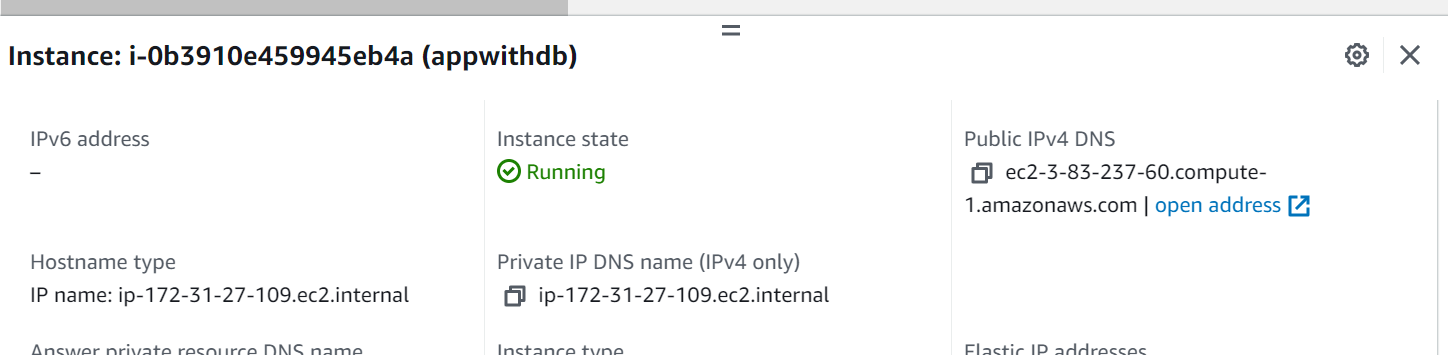 Instance: i-0b3910e459945eb4a (appwithdb)
IPv6 address
–
Instance state
Running
Public IPv4 DNS
ec2-3-83-237-60.compute-
1.amazonaws.com | open address
Hostname type
IP name: ip-172-31-27-109.ec2.internal
Private IP DNS name (IPv4 only)
ip-172-31-27-109.ec2.internal
Answer private resource DNS name
Instance type
Elastic IP addresses